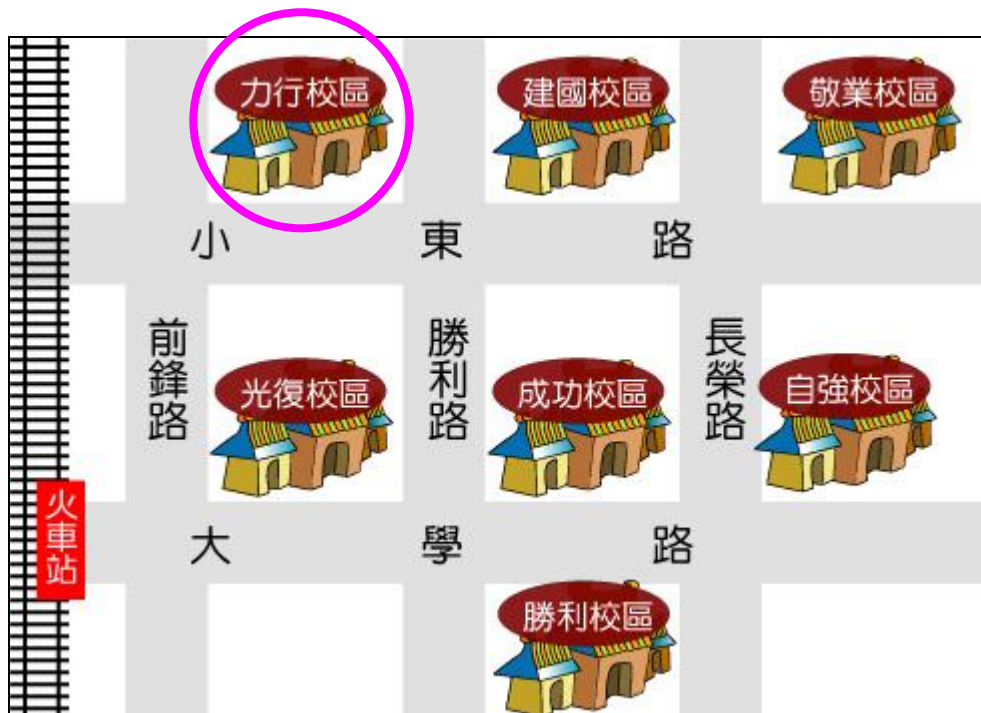 力行校區
建國校區
敬業校區
小東路
前鋒路
勝利路
長榮路
光復校區
成功校區
自強校區
火車站
大學路
勝利校區